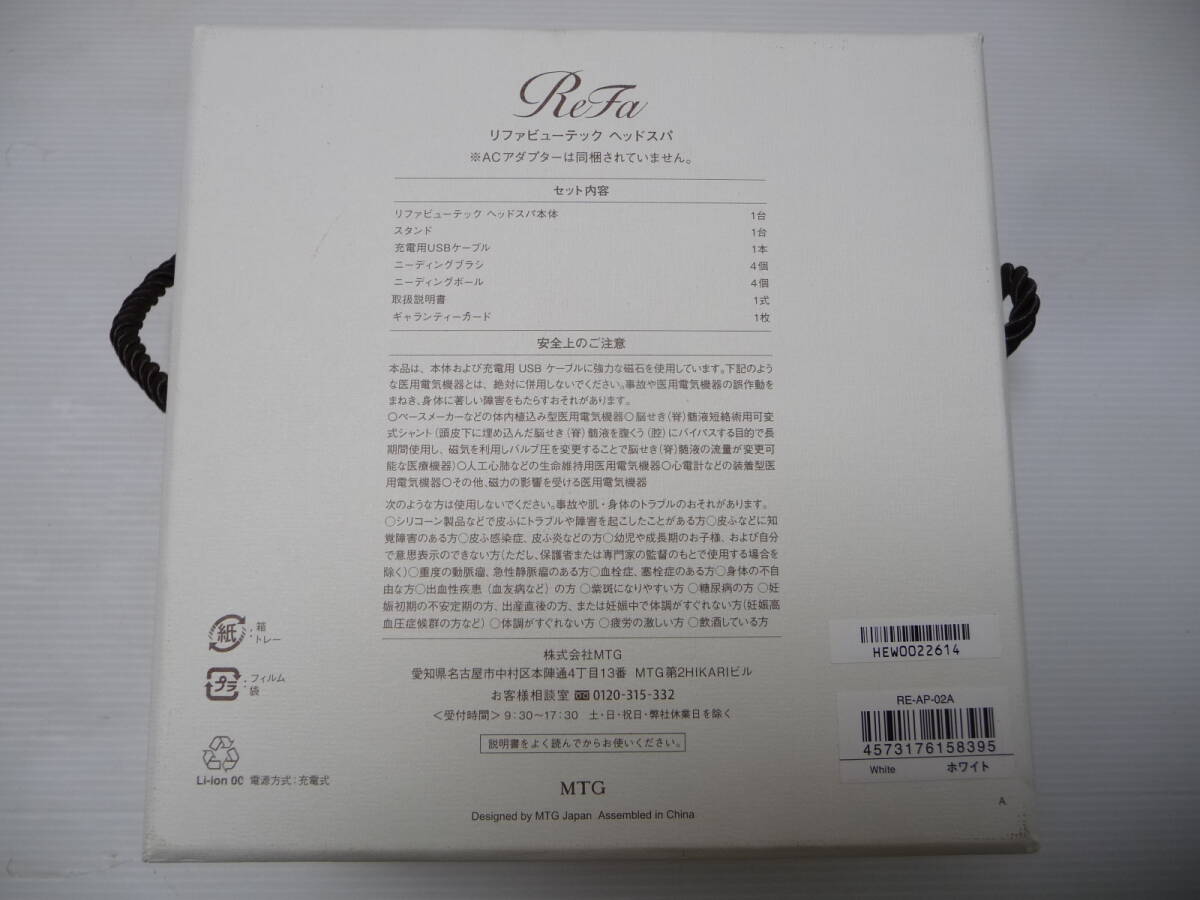 ReFa
リファビューテック ヘッドスパ
※ACアダプターは同梱されていません。
セット内容
リファビューテック ヘッドスパ本体 1台
スタンド 1台
充電用USBケーブル 1本
ニーディングブラシ 4個
ニーディングボール 4個
取扱説明書 1式
ギャランティーカード 1枚
安全上のご注意
本品は、本体および充電用 USB ケーブルに強力な磁石を使用しています。下記のよう
な医用電気機器とは、絶対に併用しないでください。事故や医用電気機器の誤作動を
まねき、身体に著しい障害をもたらすおそれがあります。
○ペースメーカーなどの体内植込み型医用電気機器○脳せき(脊)髄液短絡術用可変
式シャント(頭皮下に埋め込んだ脳せき(脊)髄液を腹くう(腔)にバイパスする目的で長
期間使用し、磁気を利用しバルブ圧を変更することで脳せき(脊)髄液の流量が変更可
能な医療機器)○人工心肺などの生命維持用医用電気機器○心電計などの装着型医
用電気機器○その他、磁力の影響を受ける医用電気機器
次のような方は使用しないでください。事故や肌・身体のトラブルのおそれがあります。
○シリコーン製品などで皮ふにトラブルや障害を起こしたことがある方○皮ふなどに知
覚障害のある方○皮ふ感染症、皮ふ炎などの方○幼児や成長期のお子様、および自分
で意思表示のできない方(ただし、保護者または専門家の監督のもとで使用する場合を
除く)○重度の動脈瘤、急性静脈瘤のある方○血栓症、塞栓症のある方○身体の不自
由な方○出血性疾患(血友病など)の方 ○紫斑になりやすい方 ○糖尿病の方 ○妊
娠初期の不安定期の方、出産直後の方、または妊娠中で体調がすぐれない方(妊娠高
血圧症候群の方など) ○体調がすぐれない方 ○疲労の激しい方 ○飲酒している方
株式会社MTG
愛知県名古屋市中村区本陣通4丁目13番 MTG第2HIKARIビル
お客様相談室 0120-315-332
＜受付時間＞ 9:30〜17:30 土・日・祝日・弊社休業日を除く
説明書をよく読んでからお使いください。
MTG
Designed by MTG Japan Assembled in China
紙 : 箱
トレー
プラ : フィルム
袋
Li-ion 00 電源方式:充電式
HEW0022614
RE-AP-02A
4573176158395
White ホワイト
A